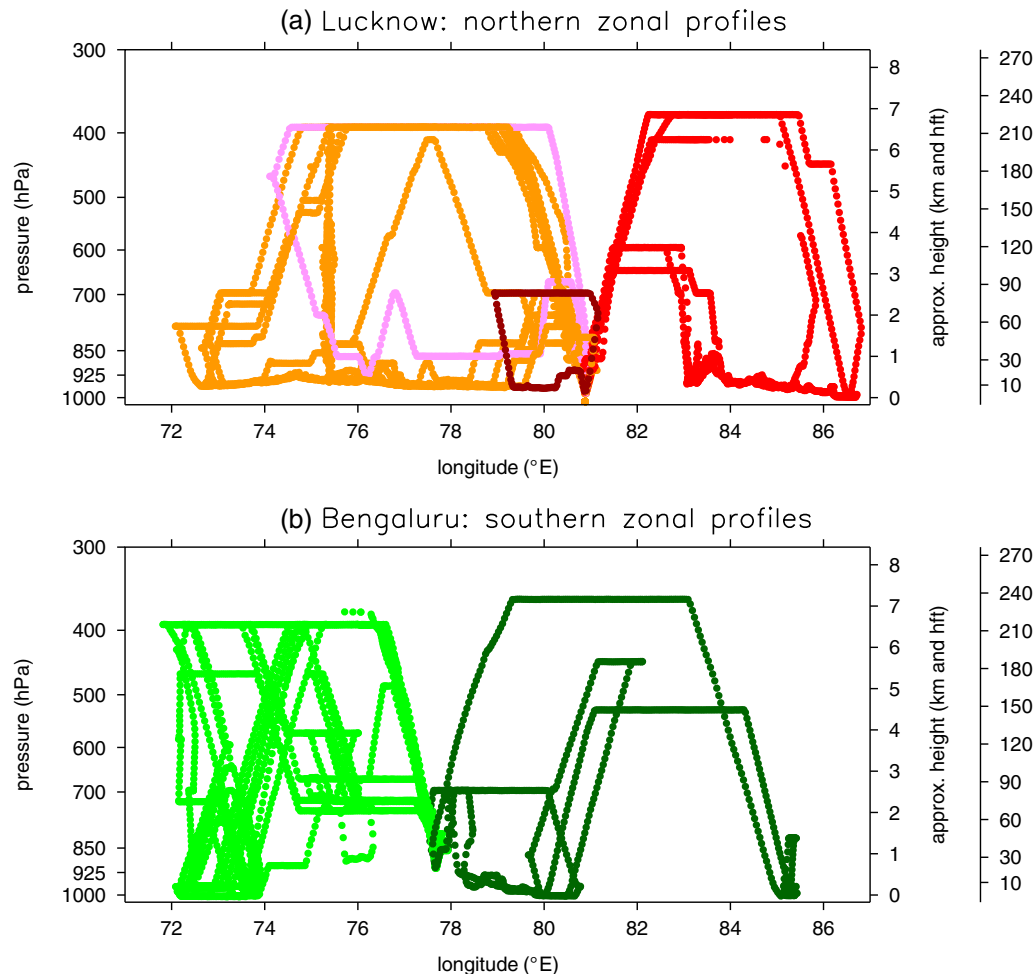 (a) Lucknow: northern zonal profiles
300
400
500
600
700
850
925
1000
pressure (hPa)
72 74 76 78 80 82 84 86
longitude (°E)
0 1 2 3 4 5 6 7 8
approx. height (km and hft)
10 30 60 90 120 150 180 210 240 270
(b) Bengaluru: southern zonal profiles
300
400
500
600
700
850
925
1000
pressure (hPa)
72 74 76 78 80 82 84 86
longitude (°E)
0 1 2 3 4 5 6 7 8
approx. height (km and hft)
10 30 60 90 120 150 180 210 240 270